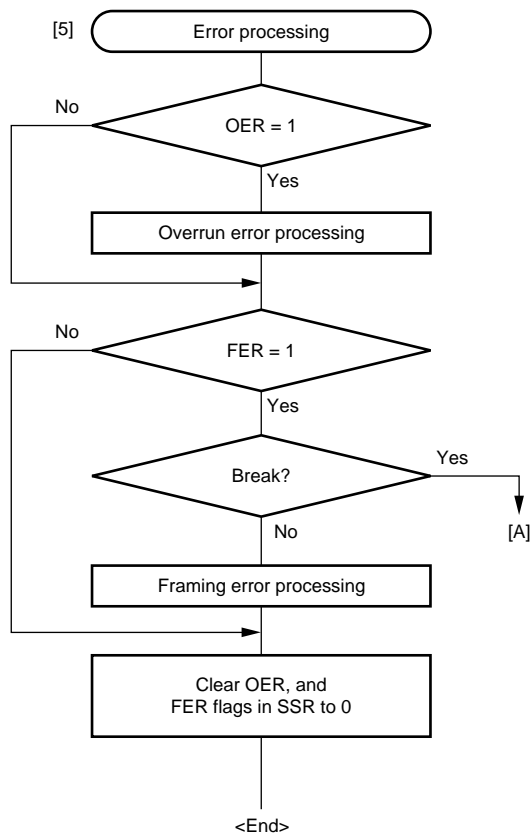 [5]
Error processing
No
OER = 1
Yes
Overrun error processing
No
FER = 1
Yes
Break?
Yes
No
[A]
Framing error processing
Clear OER, and
FER flags in SSR to 0
<End>